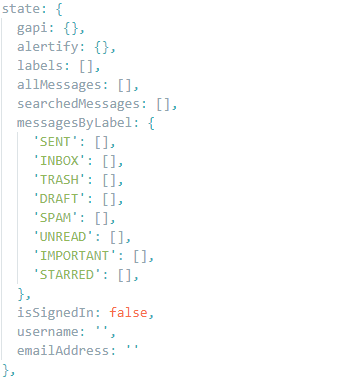 state: {
gapi: {},
alertify: {},
labels: [],
allMessages: [],
searchedMessages: [],
messagesByLabel: {
'SENT': [],
'INBOX': [],
'TRASH': [],
'DRAFT': [],
'SPAM': [],
'UNREAD': [],
'IMPORTANT': [],
'STARRED': [],
},
isSignedIn: false,
username: '',
emailAddress: ''
},